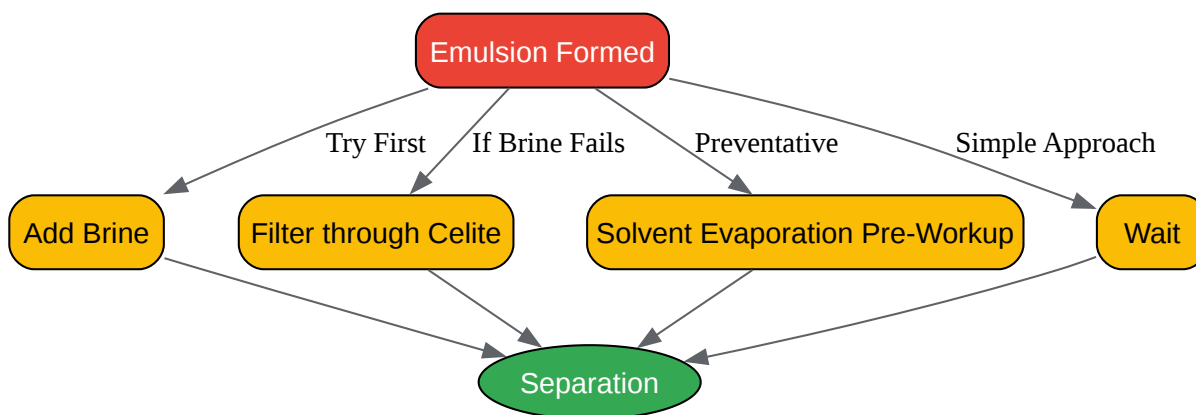 Emulsion Formed
Try First
If Brine Fails
Preventative
Simple Approach
Add Brine
Filter through Celite
Solvent Evaporation Pre-Workup
Wait
Separation